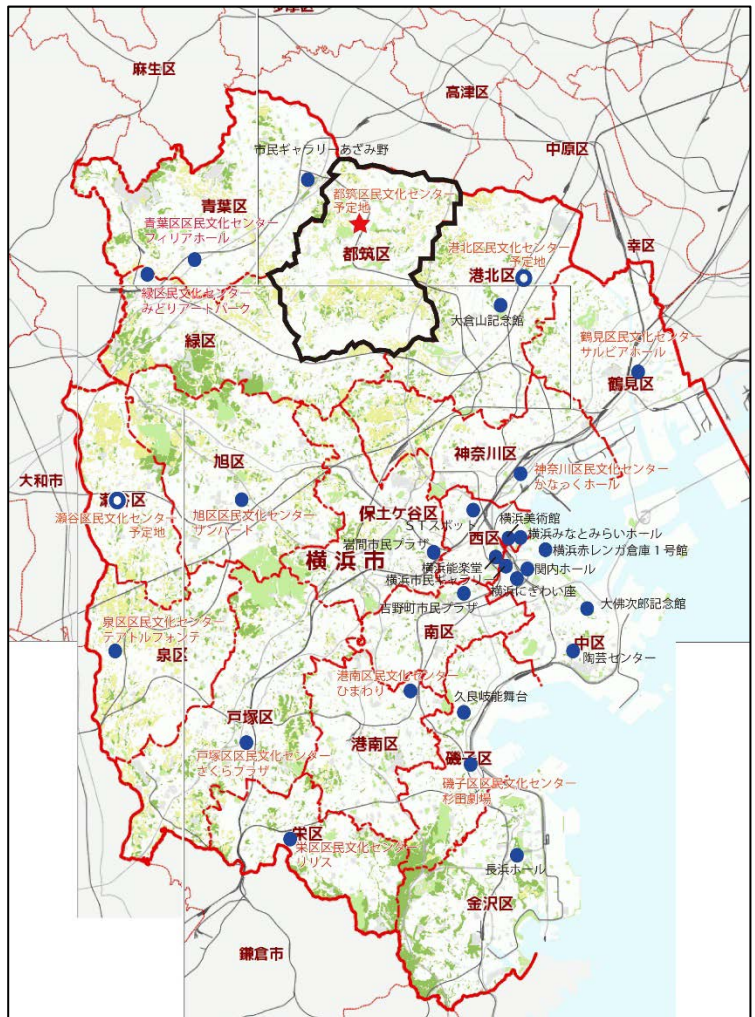 麻生区
高津区
中原区
市民ギャラリーあざみ野
都筑区民文化センター
予定地
青葉区
青葉区区民文化センター
フィリアホール
幸区
都筑区
港北区民文化センター
予定地
港北区
緑区民文化センター
みどりアートパーク
大倉山記念館
緑区
鶴見区民文化センター
サルビアホール
鶴見区
神奈川区
旭区
神奈川区民文化センター
かなっくホール
大和市
瀬谷区民文化センター
予定地
旭区区民文化センター
サンハート
保土ケ谷区
STスポット
横浜美術館
西区
横浜みなとみらいホール
岩間市民プラザ
横浜市
横浜赤レンガ倉庫1号館
横浜能楽堂
関内ホール
横浜市民ギャラリー
横浜にぎわい座
吉野町市民プラザ
大佛次郎記念館
泉区区民文化センター
テアトルフォンテ
泉区
南区
中区
陶芸センター
港南区民文化センター
ひまわり
久良岐能舞台
戸塚区
港南区
戸塚区区民文化センター
さくらプラザ
磯子区
磯子区区民文化センター
杉田劇場
栄区
栄区区民文化センター
リリス
長浜ホール
金沢区
鎌倉市